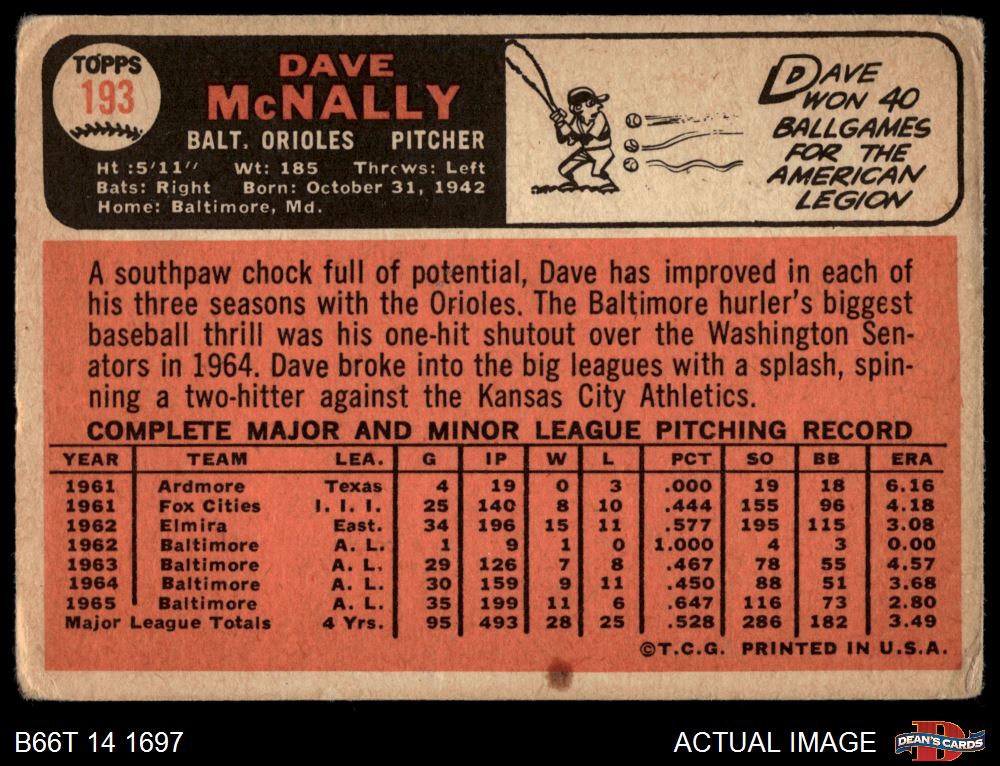 TOPPS
193
DAVE
McNALLY
BALT. ORIOLES PITCHER
Ht :5'11" Wt: 185 Throws: Left
Bats: Right Born: October 31, 1942
Home: Baltimore, Md.
DAVE
WON 40
BALLGAMES
FOR THE
AMERICAN
LEGION
A southpaw chock full of potential, Dave has improved in each of
his three seasons with the Orioles. The Baltimore hurler's biggest
baseball thrill was his one-hit shutout over the Washington Sen-
ators in 1964. Dave broke into the big leagues with a splash, spin-
ning a two-hitter against the Kansas City Athletics.
COMPLETE MAJOR AND MINOR LEAGUE PITCHING RECORD
YEAR TEAM LEA. G IP W L PCT SO BB ERA
1961 Ardmore Texas 4 19 0 3 .000 19 18 6.16
1961 Fox Cities I. I. I. 25 140 8 10 .444 155 96 4.18
1962 Elmira East. 34 196 15 11 .577 195 115 3.08
1962 Baltimore A. L. 1 9 1 0 1.000 4 3 0.00
1963 Baltimore A. L. 29 126 7 8 .467 78 55 4.57
1964 Baltimore A. L. 30 159 9 11 .450 88 51 3.68
1965 Baltimore A. L. 35 199 11 6 .647 116 73 2.80
Major League Totals 4 Yrs. 95 493 28 25 .528 286 182 3.49
©T.C.G. PRINTED IN U.S.A.
B66T 14 1697
ACTUAL IMAGE
DEAN'S CARDS